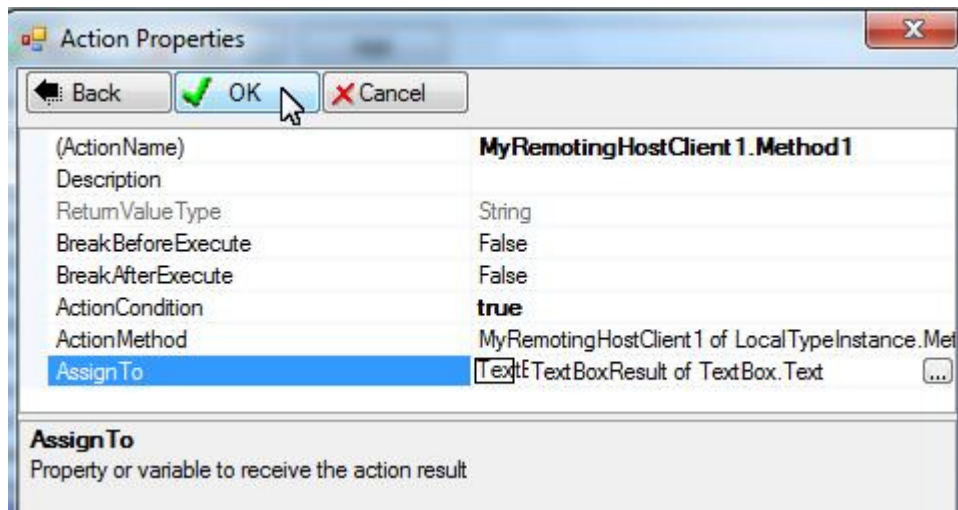 Action Properties
Back OK Cancel
(ActionName) MyRemotingHostClient1.Method1
Description
ReturnValueType String
BreakBeforeExecute False
BreakAfterExecute False
ActionCondition true
ActionMethod MyRemotingHostClient1 of LocalTypeInstance.Met
AssignTo TextBoxResult of TextBox.Text ...
AssignTo
Property or variable to receive the action result